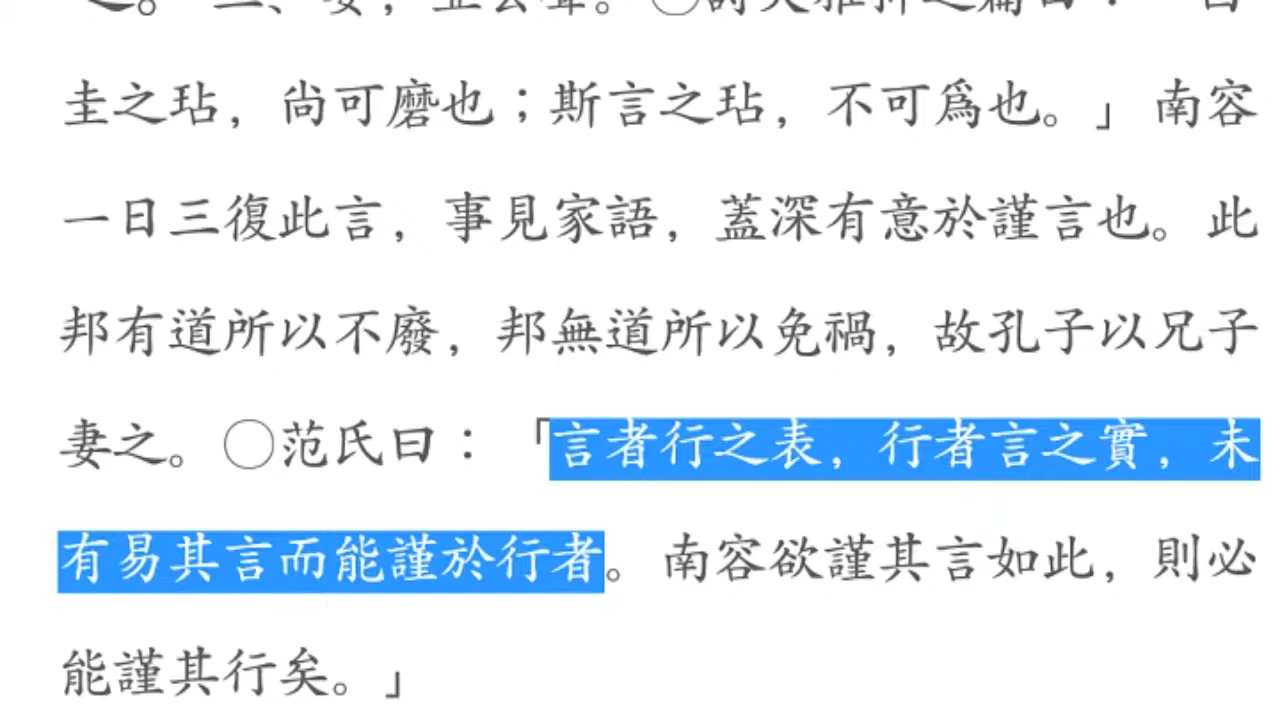 圭之玷，尚可磨也；斯言之玷，不可爲也。」南容
一日三復此言，事見家語，蓋深有意於謹言也。此
邦有道所以不廢，邦無道所以免禍，故孔子以兄子
妻之。◯范氏曰：「言者行之表，行者言之實，未
有易其言而能謹於行者。南容欲謹其言如此，則必
能謹其行矣。」